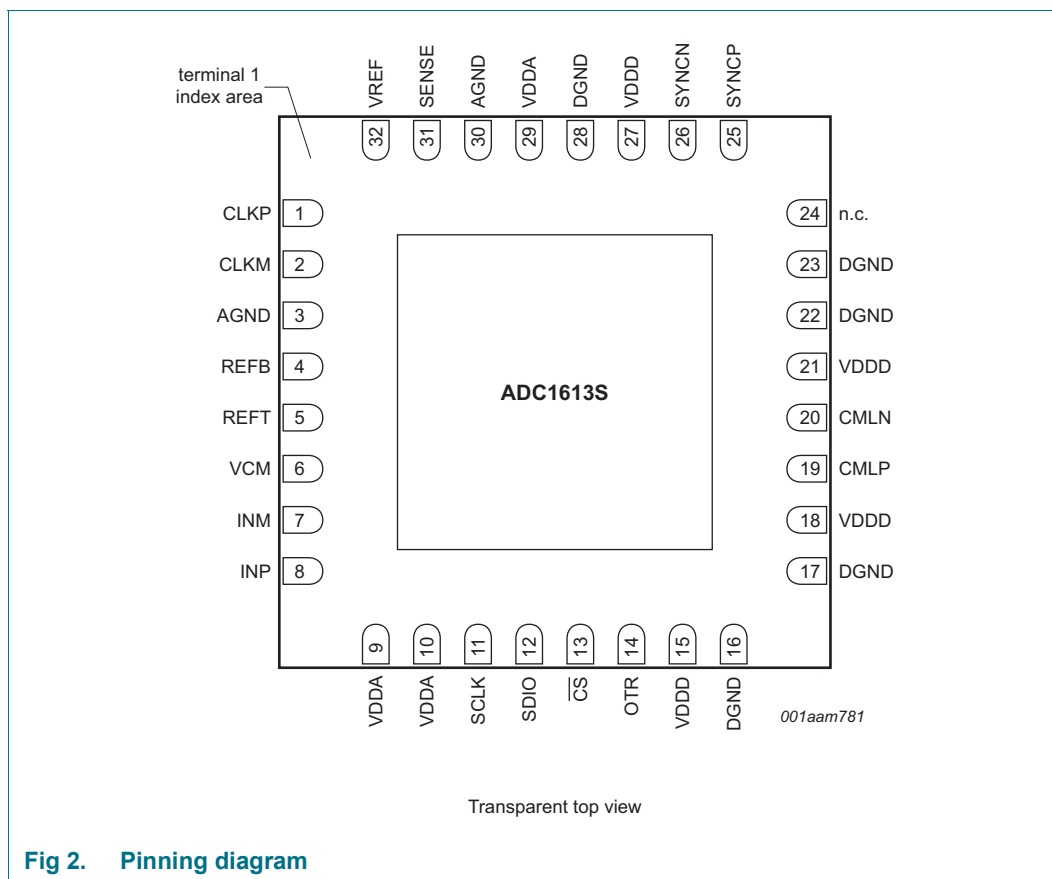 terminal 1
index area
VREF
SENSE
AGND
VDDA
DGND
VDDD
SYNCN
SYNCP
32
31
30
29
28
27
26
25
CLKP 1
CLKM 2
AGND 3
REFB 4
REFT 5
VCM 6
INM 7
INP 8
ADC1613S
24 n.c.
23 DGND
22 DGND
21 VDDD
20 CMLN
19 CMLP
18 VDDD
17 DGND
9
10
11
12
13
14
15
16
VDDA
VDDA
SCLK
SDIO
C̅S̅
OTR
VDDD
DGND
001aam781
Transparent top view
Fig 2. Pinning diagram